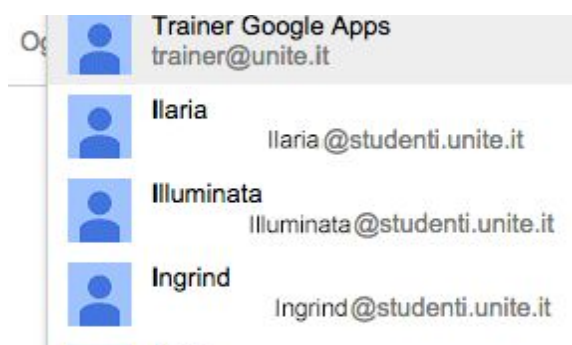 Og
Trainer Google Apps
trainer@unite.it
Ilaria
Ilaria@studenti.unite.it
Illuminata
Illuminata@studenti.unite.it
Ingrind
Ingrind@studenti.unite.it